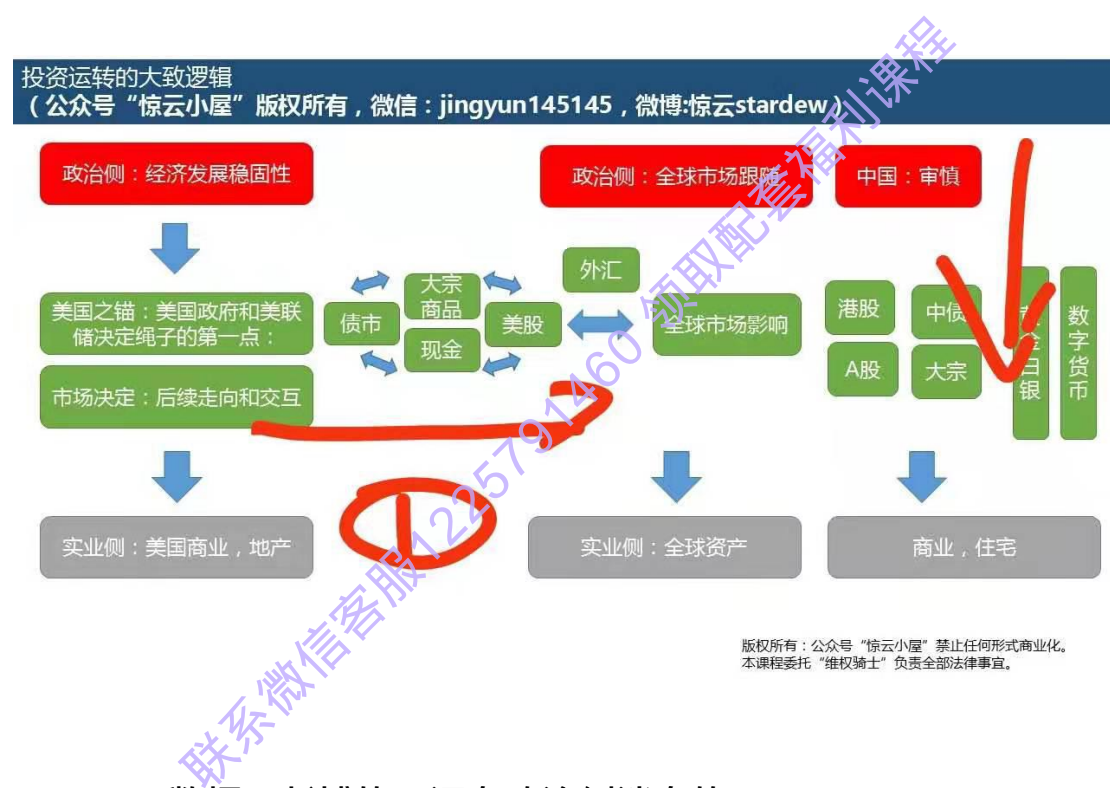 投资运转的大致逻辑
（公众号“惊云小屋”版权所有，微信：jingyun145145，微博:惊云stardew）
政治侧：经济发展稳固性
政治侧：全球市场跟随
中国：审慎
外汇
大宗
商品
债市
美股
现金
美国之锚：美国政府和美联
储决定绳子的第一点：
市场决定：后续走向和交互
全球市场影响
港股
中债
A股
大宗
金白银
数字货币
实业侧：美国商业，地产
①
实业侧：全球资产
商业，住宅
版权所有：公众号“惊云小屋”禁止任何形式商业化。
本课程委托“维权骑士”负责全部法律事宜。
联系微信客服1225791460 领取配套福利课程